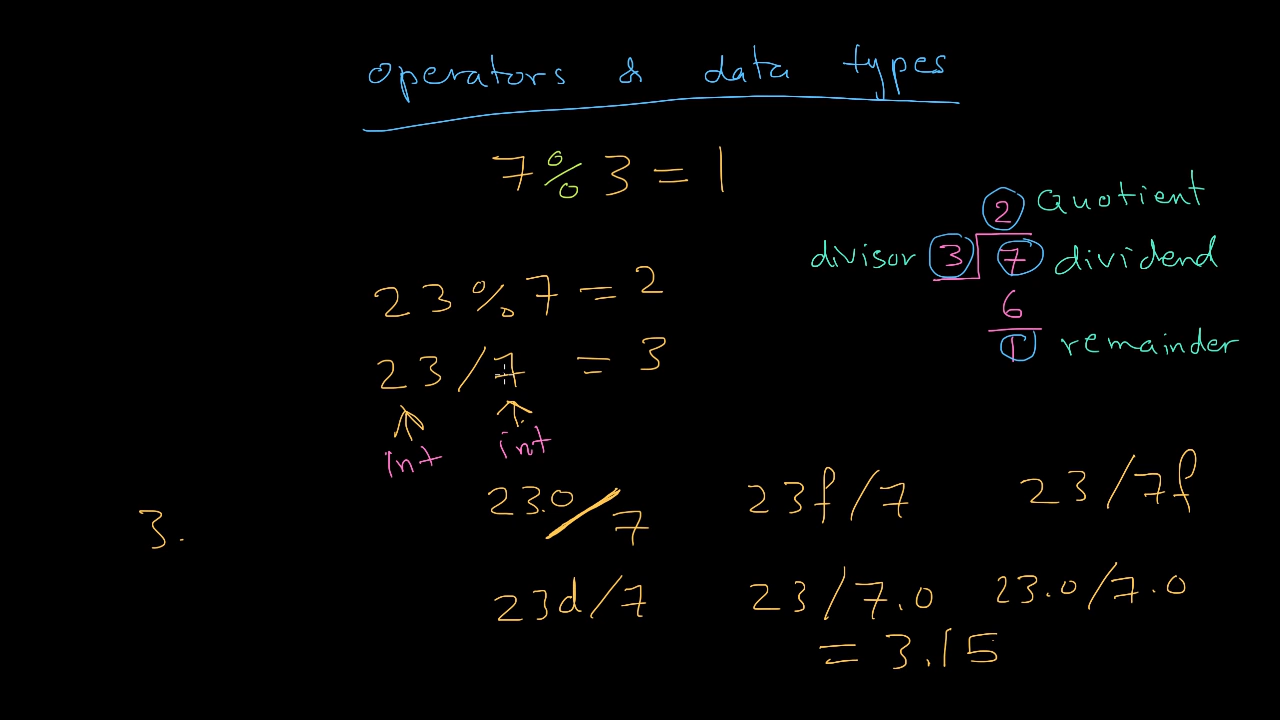 operators & data types
7 % 3 = 1
2 Quotient
divisor 3 7 dividend
6
1 remainder
23 % 7 = 2
23 / 7 = 3
int int
3.
23.0/7 23f/7 23/7f
23d/7 23/7.0 23.0/7.0
= 3.15